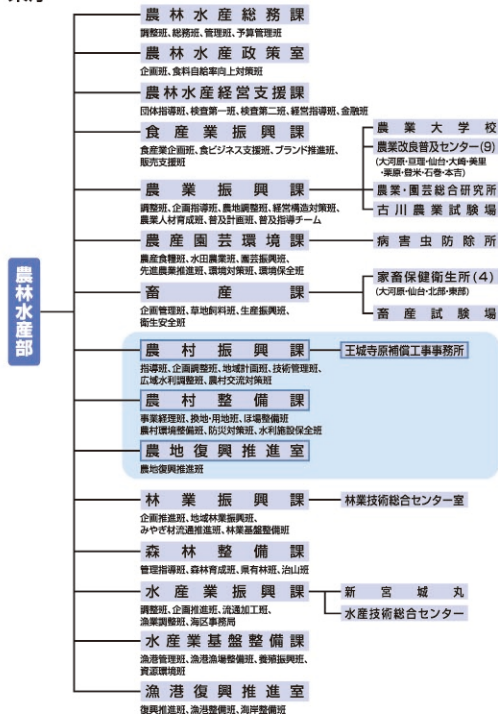 農林水産部
農林水産総務課
調整班、総務班、管理班、予算管理班
農林水産政策室
企画班、食料自給率向上対策班
農林水産経営支援課
団体指導班、検査第一班、検査第二班、経営指導班、金融班
食産業振興課
食産業企画班、食ビジネス支援班、ブランド推進班、
販売支援班
農業振興課
調整班、企画指導班、農地調整班、経営構造対策班、
農業人材育成班、普及計画班、普及指導チーム
農業大学校
農業改良普及センター(9)
(大河原・亘理・仙台・大崎・美里
・栗原・登米・石巻・本吉)
農業・園芸総合研究所
古川農業試験場
農産園芸環境課
農産食糧班、水田農業班、園芸振興班、
先進農業推進班、環境対策班、環境保全班
病害虫防除所
畜産課
企画管理班、草地飼料班、生産振興班、
衛生安全班
家畜保健衛生所(4)
(大河原・仙台・北部・東部)
畜産試験場
農村振興課
指導班、企画調整班、地域計画班、技術管理班、
広域水利調整班、農村交流対策班
王城寺原補償工事事務所
農村整備課
事業経理班、換地・用地班、ほ場整備班
農村環境整備班、防災対策班、水利施設保全班
農地復興推進室
農地復興推進班
林業振興課
企画推進班、地域林業振興班、
みやぎ材流通推進班、林業基盤整備班
林業技術総合センター室
森林整備課
管理指導班、森林育成班、県有林班、治山班
水産業振興課
調整班、企画推進班、流通加工班、
漁業調整班、海区事務局
新宮城丸
水産技術総合センター
水産業基盤整備課
漁港管理班、漁港漁場整備班、養殖振興班、
資源環境班
漁港復興推進室
復興推進班、漁港整備班、海岸整備班